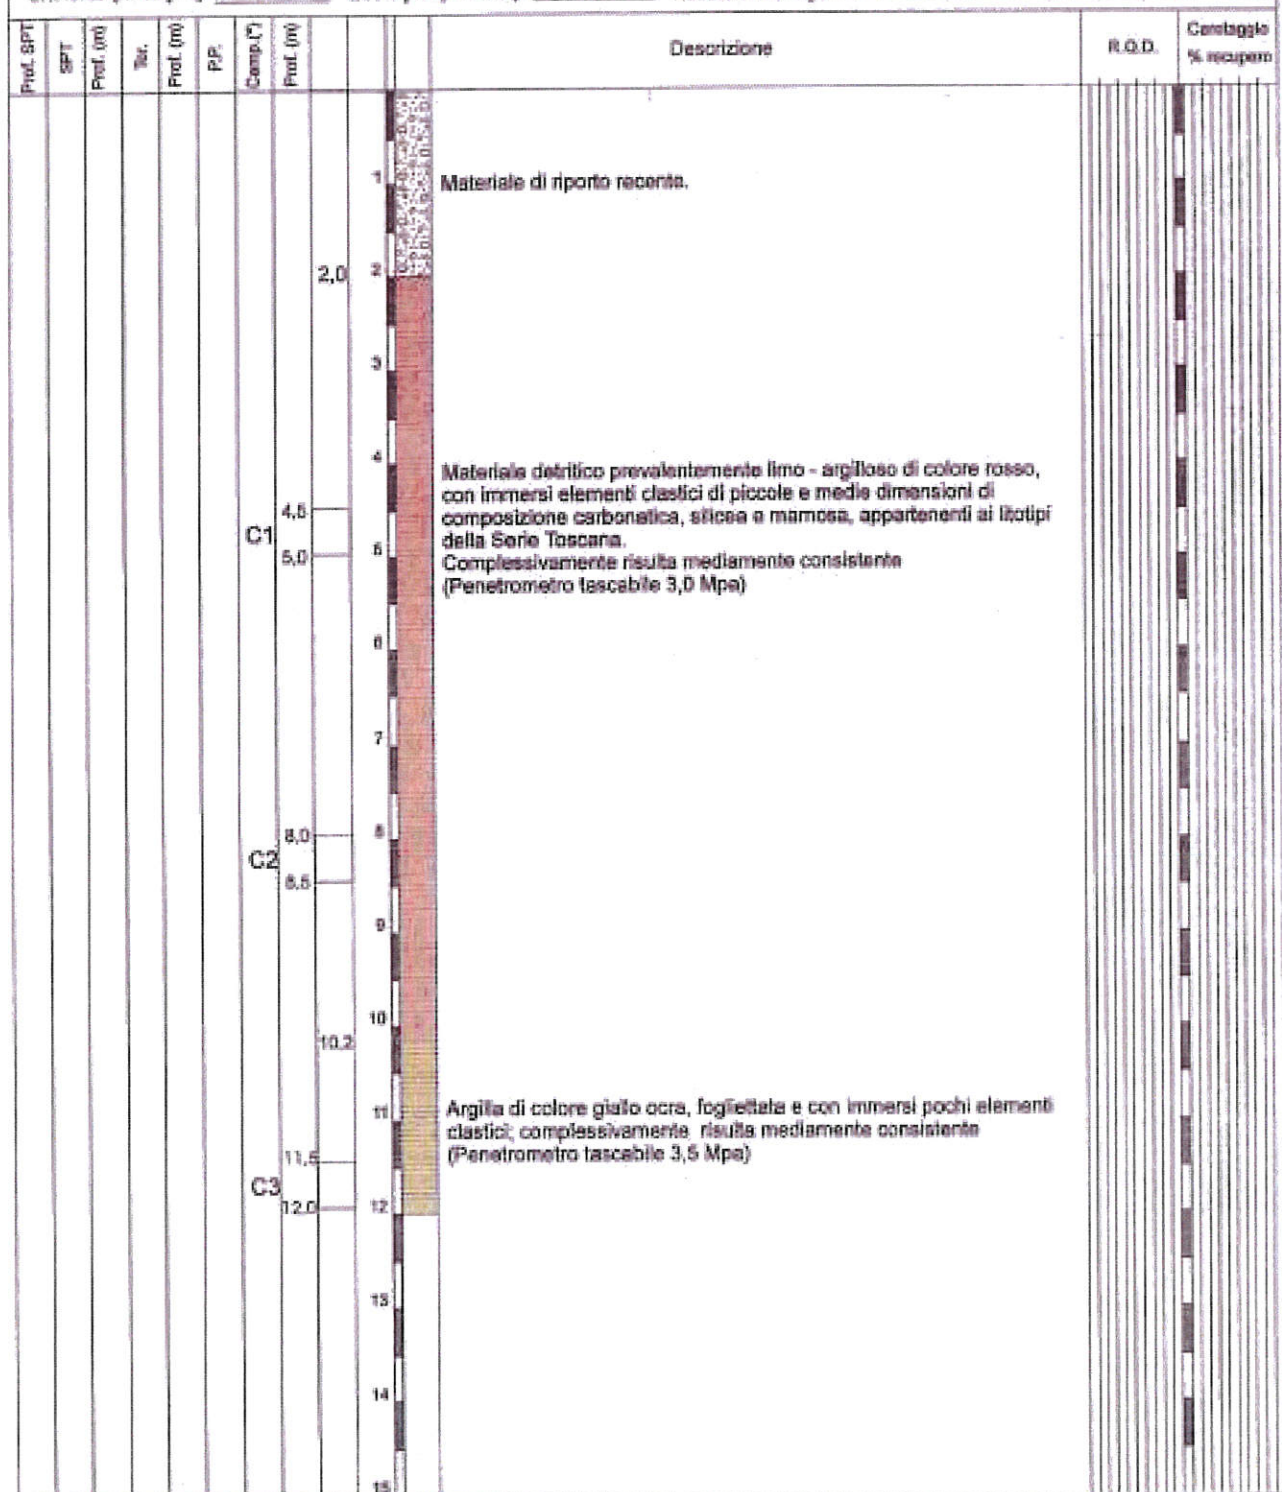 Prof. SPT
SPT
Prof. (m)
Tor.
Prof. (m)
P.P.
Camp.(*)
Prof. (m)
Descrizione
R.Q.D.
Carotaggio
% recupero
1
Materiale di riporto recente.
2,0
2
3
4
Materiale detritico prevalentemente limo - argilloso di colore rosso,
con immersi elementi clastici di piccole e medie dimensioni di
composizione carbonatica, silicea e marnosa, appartenenti ai litotipi
della Serie Toscana.
Complessivamente risulta mediamente consistente
(Penetrometro tascabile 3,0 Mpa)
4,5
C1
5,0
5
6
7
8,0
8
C2
8,5
9
10
10,2
11
Argilla di colore giallo ocra, fogliettata e con immersi pochi elementi
clastici; complessivamente risulta mediamente consistente
(Penetrometro tascabile 3,5 Mpa)
11,5
C3
12,0
12
13
14
15